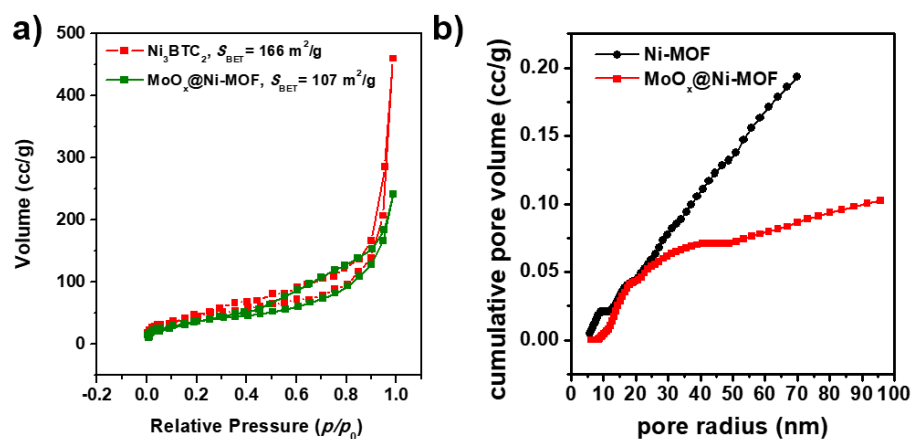 a)
Volume (cc/g)
500
400
300
200
100
0
Ni₃BTC₂, S_BET = 166 m²/g
MoOₓ@Ni-MOF, S_BET = 107 m²/g
-0.2 0.0 0.2 0.4 0.6 0.8 1.0
Relative Pressure (p/p₀)
b)
cumulative pore volume (cc/g)
0.20
0.15
0.10
0.05
0.00
Ni-MOF
MoOₓ@Ni-MOF
0 10 20 30 40 50 60 70 80 90 100
pore radius (nm)